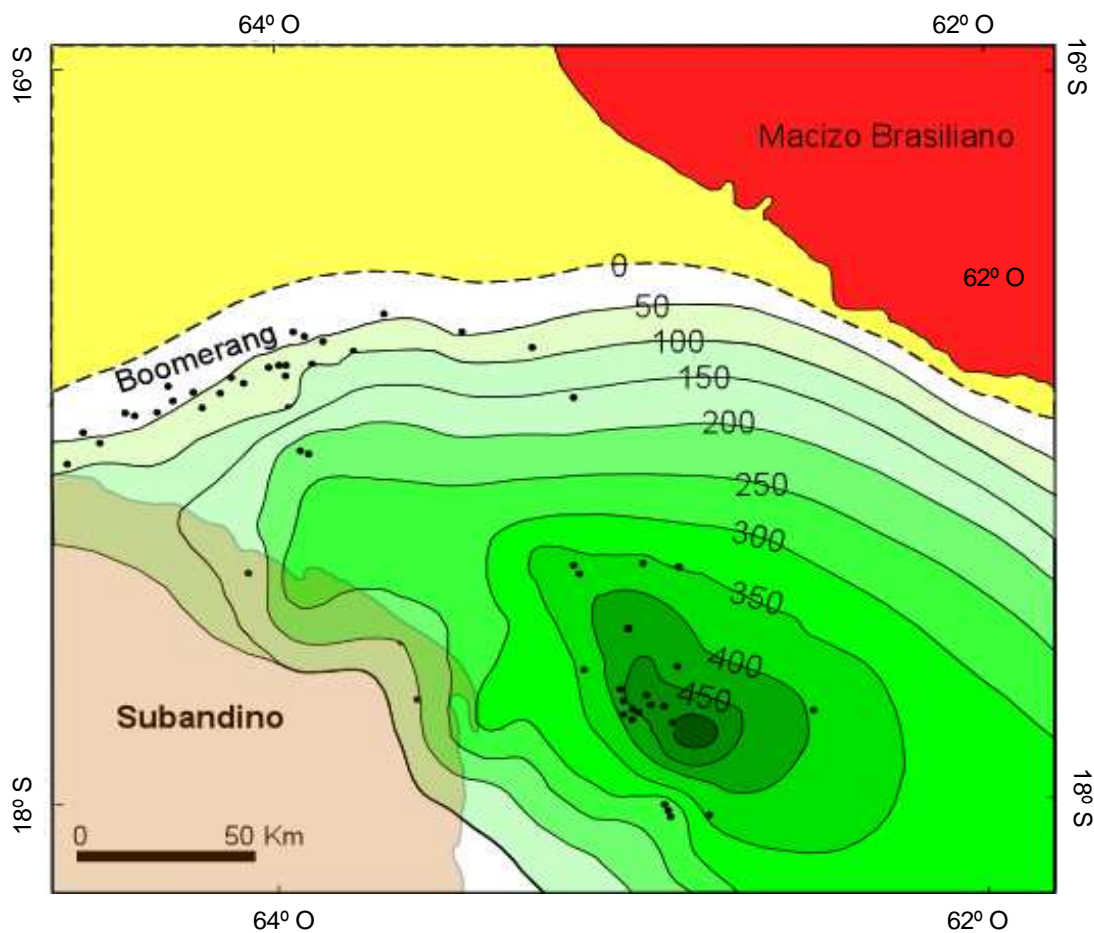 64º O
62º O
16º S
16º S
Macizo Brasiliano
0
62º O
50
Boomerang
100
150
200
250
300
350
400
450
Subandino
18º S
18º S
0
50 Km
64º O
62º O